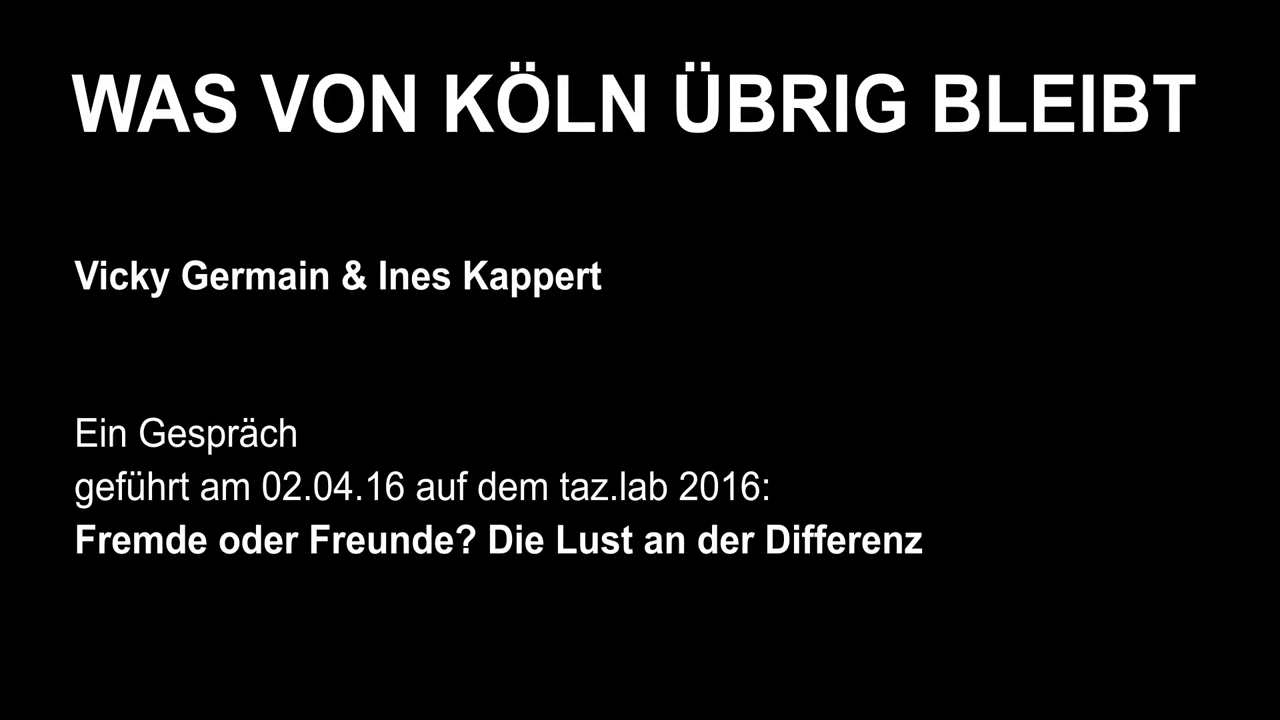 WAS VON KÖLN ÜBRIG BLEIBT
Vicky Germain & Ines Kappert
Ein Gespräch
geführt am 02.04.16 auf dem taz.lab 2016:
Fremde oder Freunde? Die Lust an der Differenz